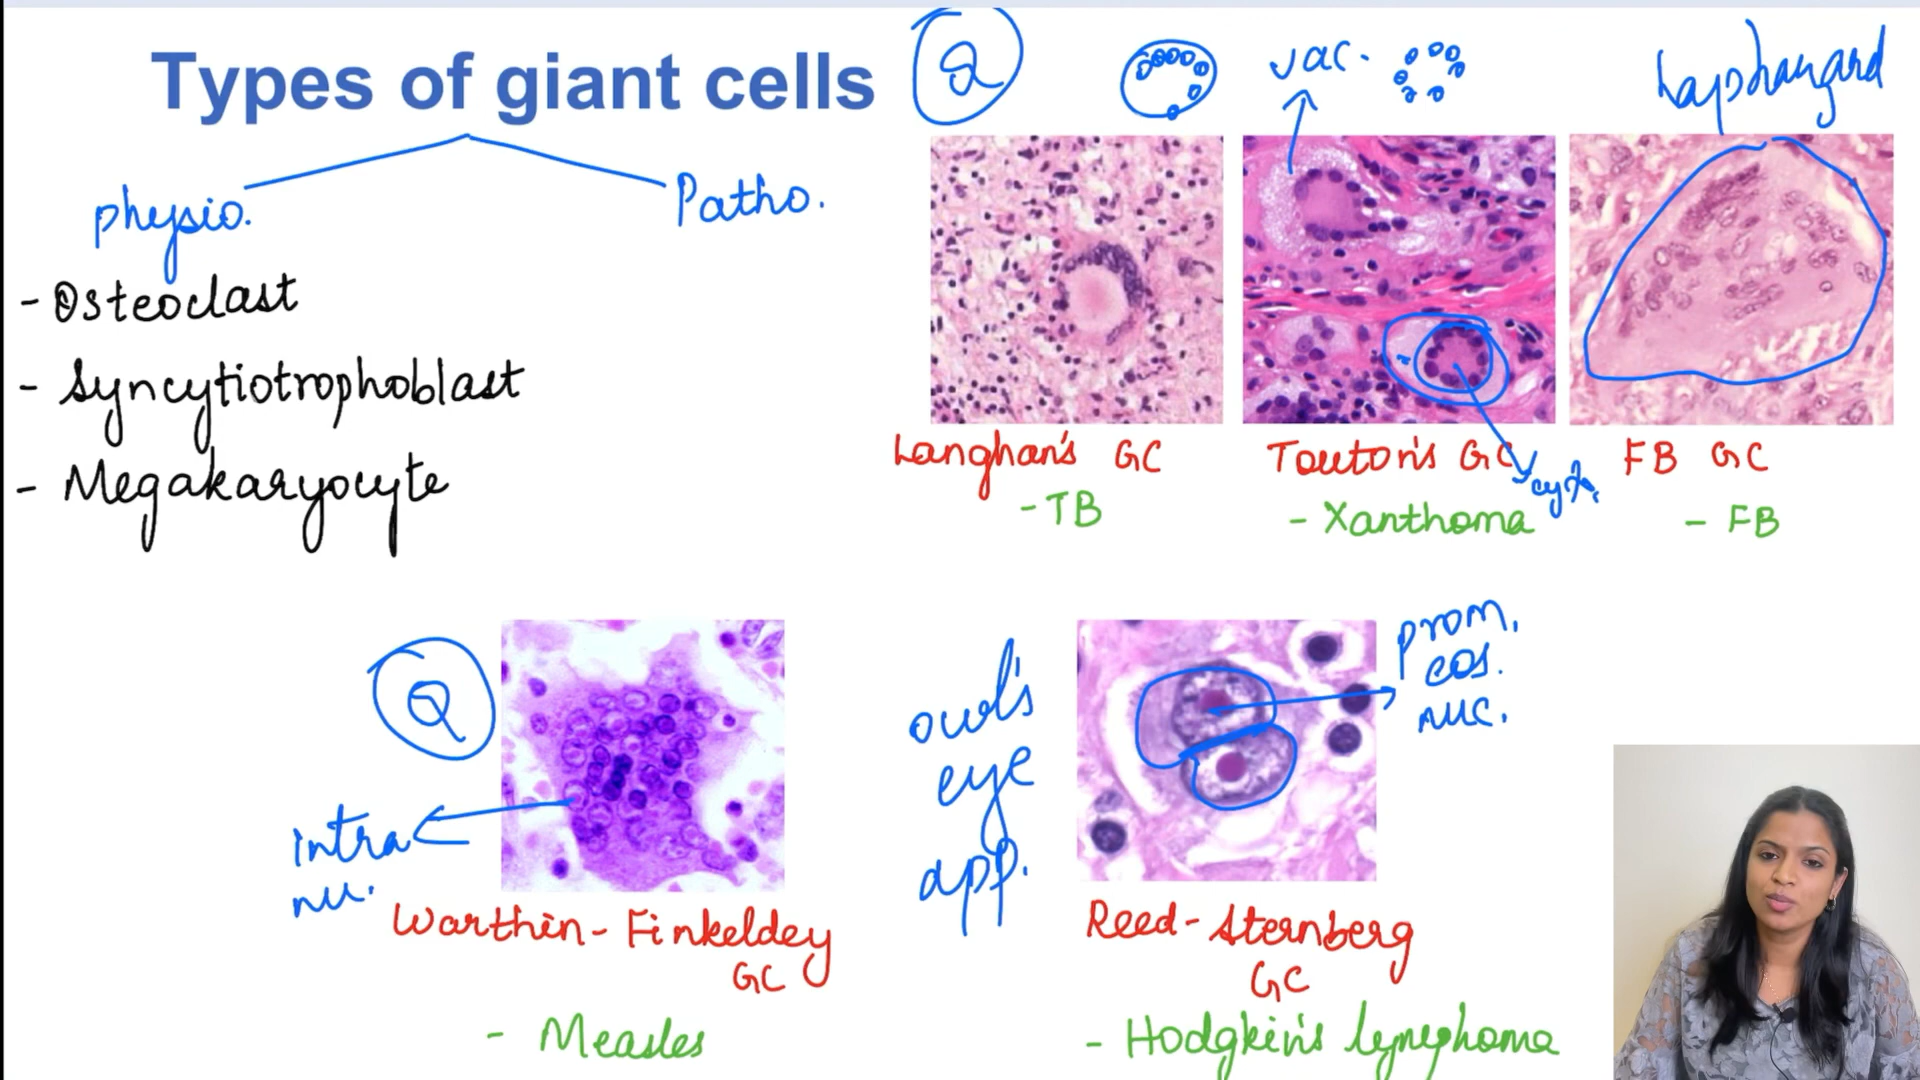 Types of giant cells
Q
vac.
haphazard
physio.
Patho.
- Osteoclast
- Syncytiotrophoblast
- Megakaryocyte
Langhan's GC
- TB
Touton's GC
cyto.
- Xanthoma
FB GC
- FB
Q
intra
nu.
Warthin-Finkeldey
GC
- Measles
owl's
eye
app.
prom.
eos.
nuc.
Reed-Sternberg
GC
- Hodgkin's lymphoma